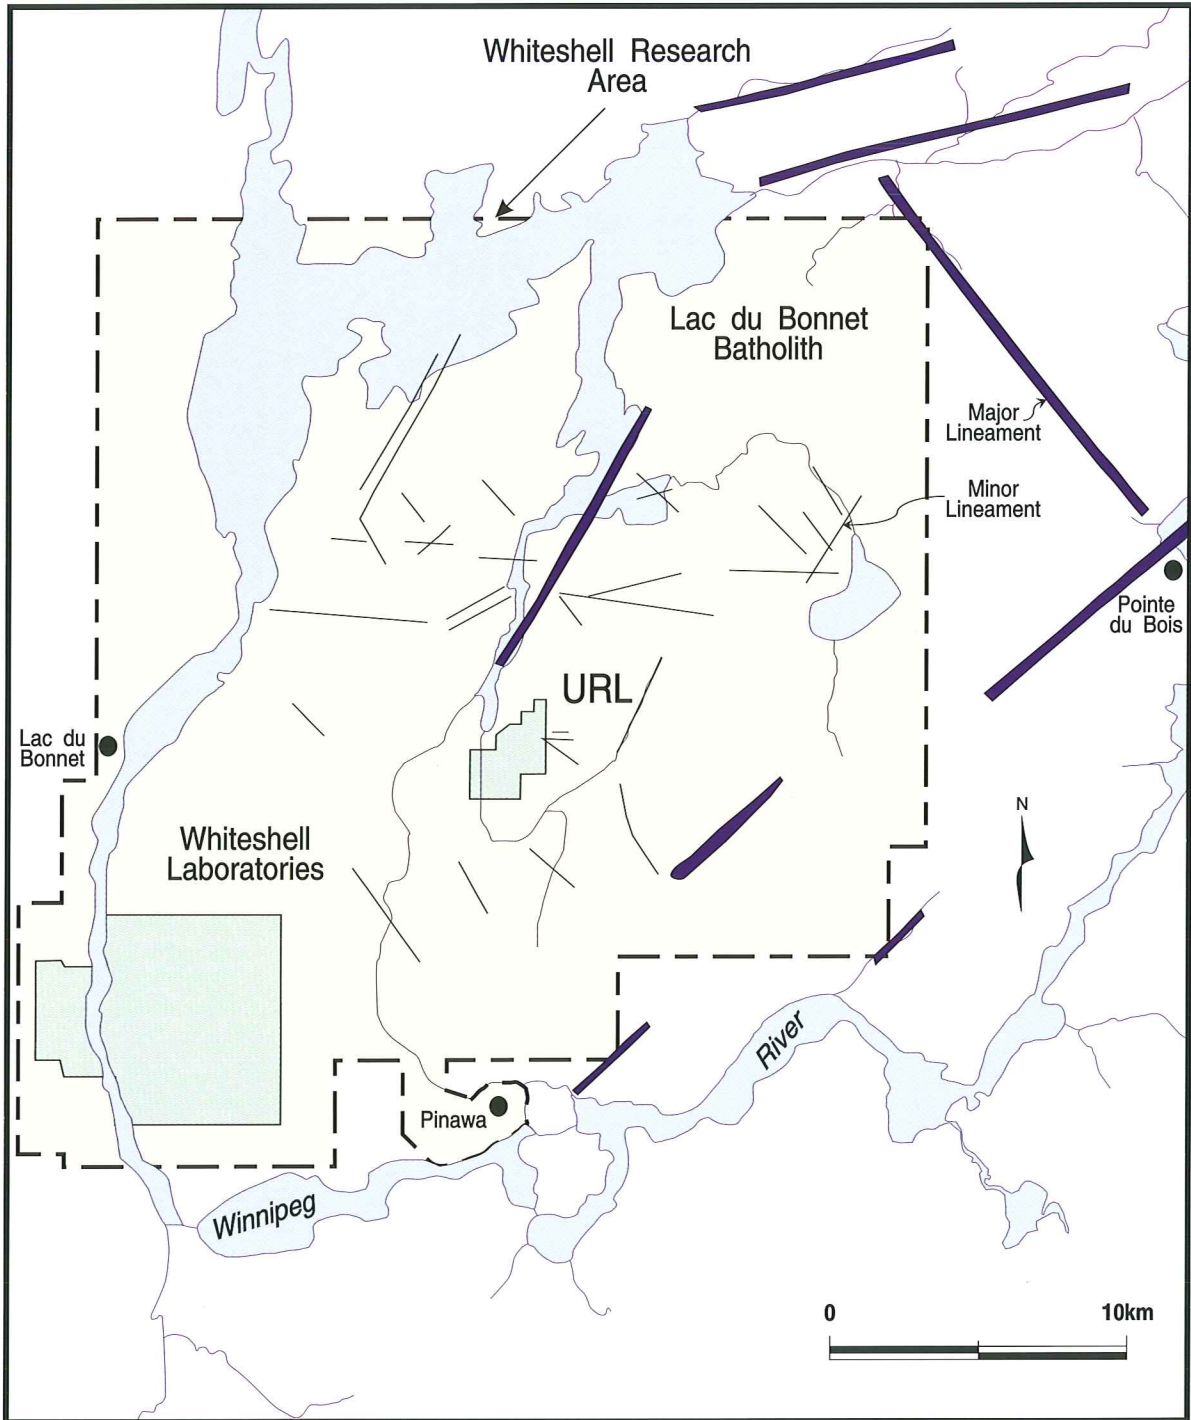 Whiteshell Research
Area
Lac du Bonnet
Batholith
Major
Lineament
Minor
Lineament
Pointe
du Bois
URL
Lac du
Bonnet
N
Whiteshell
Laboratories
River
Pinawa
Winnipeg
0 10km